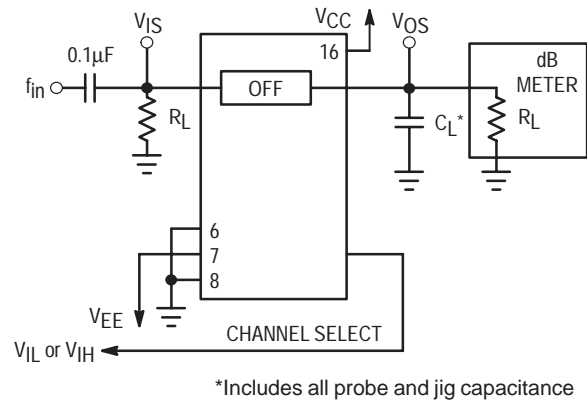 VIS
VCC
VOS
0.1µF
16
dB
METER
fin
OFF
RL
CL*
RL
6
7
8
VEE
CHANNEL SELECT
VIL or VIH
*Includes all probe and jig capacitance